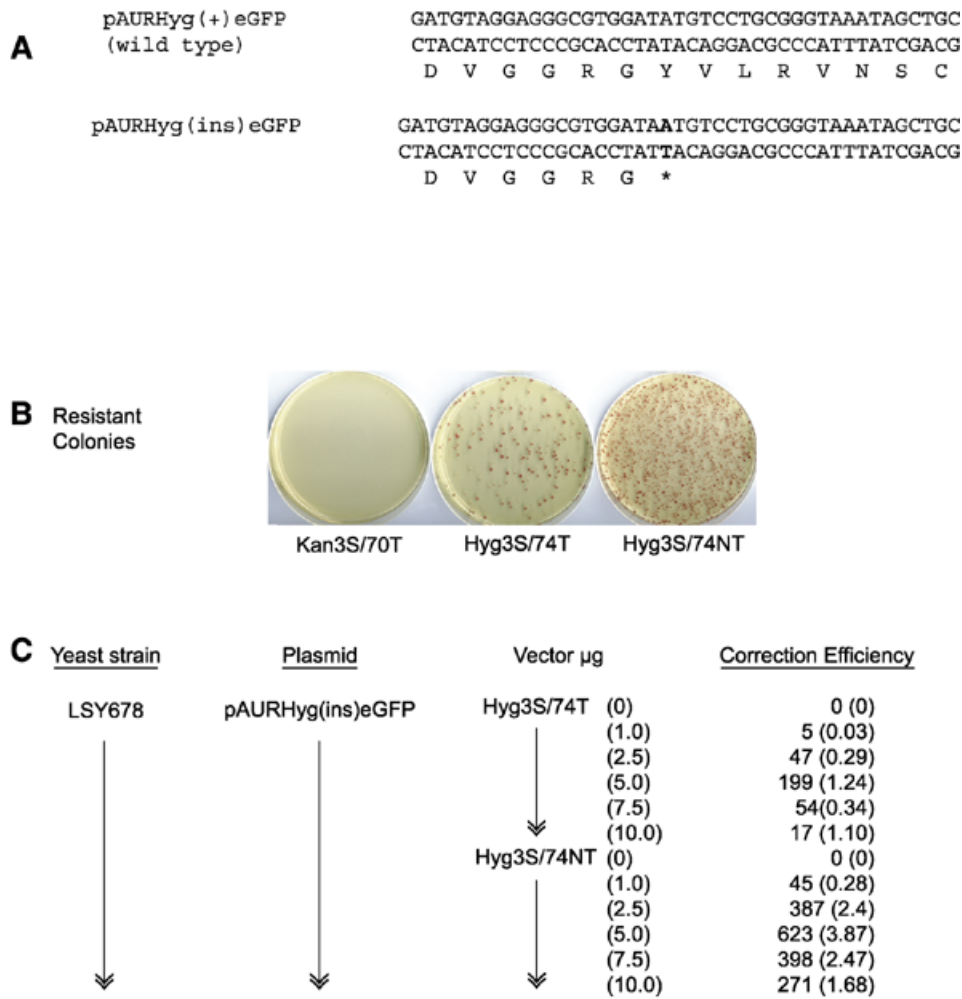 A
pAURHyg(+)eGFP GATGTAGGAGGGCGTGGATATGTCCTGCGGGTAAATAGCTGC
(wild type) CTACATCCTCCCGCACCTATACAGGACGCCCATTTATCGACG
D V G G R G Y V L R V N S C
pAURHyg(ins)eGFP GATGTAGGAGGGCGTGGATAATGTCCTGCGGGTAAATAGCTGC
CTACATCCTCCCGCACCTATTACAGGACGCCCATTTATCGACG
D V G G R G *
B Resistant
Colonies
Kan3S/70T Hyg3S/74T Hyg3S/74NT
C Yeast strain Plasmid Vector µg Correction Efficiency
LSY678 pAURHyg(ins)eGFP Hyg3S/74T (0) 0 (0)
(1.0) 5 (0.03)
(2.5) 47 (0.29)
(5.0) 199 (1.24)
(7.5) 54(0.34)
(10.0) 17 (1.10)
Hyg3S/74NT (0) 0 (0)
(1.0) 45 (0.28)
(2.5) 387 (2.4)
(5.0) 623 (3.87)
(7.5) 398 (2.47)
(10.0) 271 (1.68)